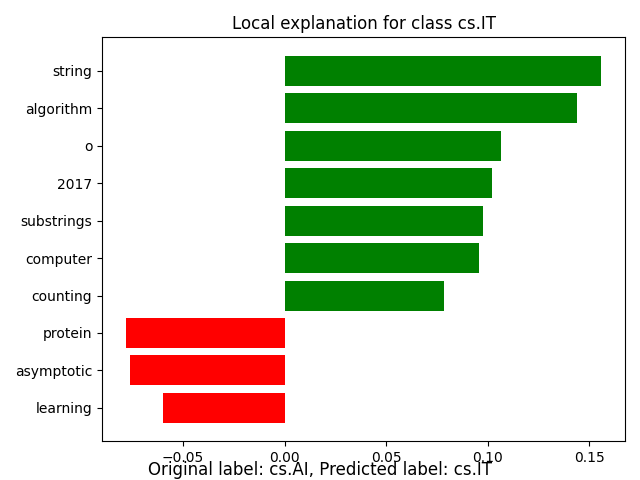 Local explanation for class cs.IT
string
algorithm
o
2017
substrings
computer
counting
protein
asymptotic
learning
−0.05 0.00 0.05 0.10 0.15
Original label: cs.AI, Predicted label: cs.IT